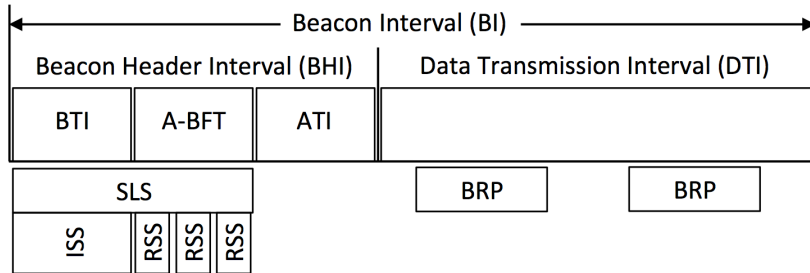 Beacon Interval (BI)
Beacon Header Interval (BHI) Data Transmission Interval (DTI)
BTI A-BFT ATI
SLS BRP BRP
ISS RSS RSS RSS